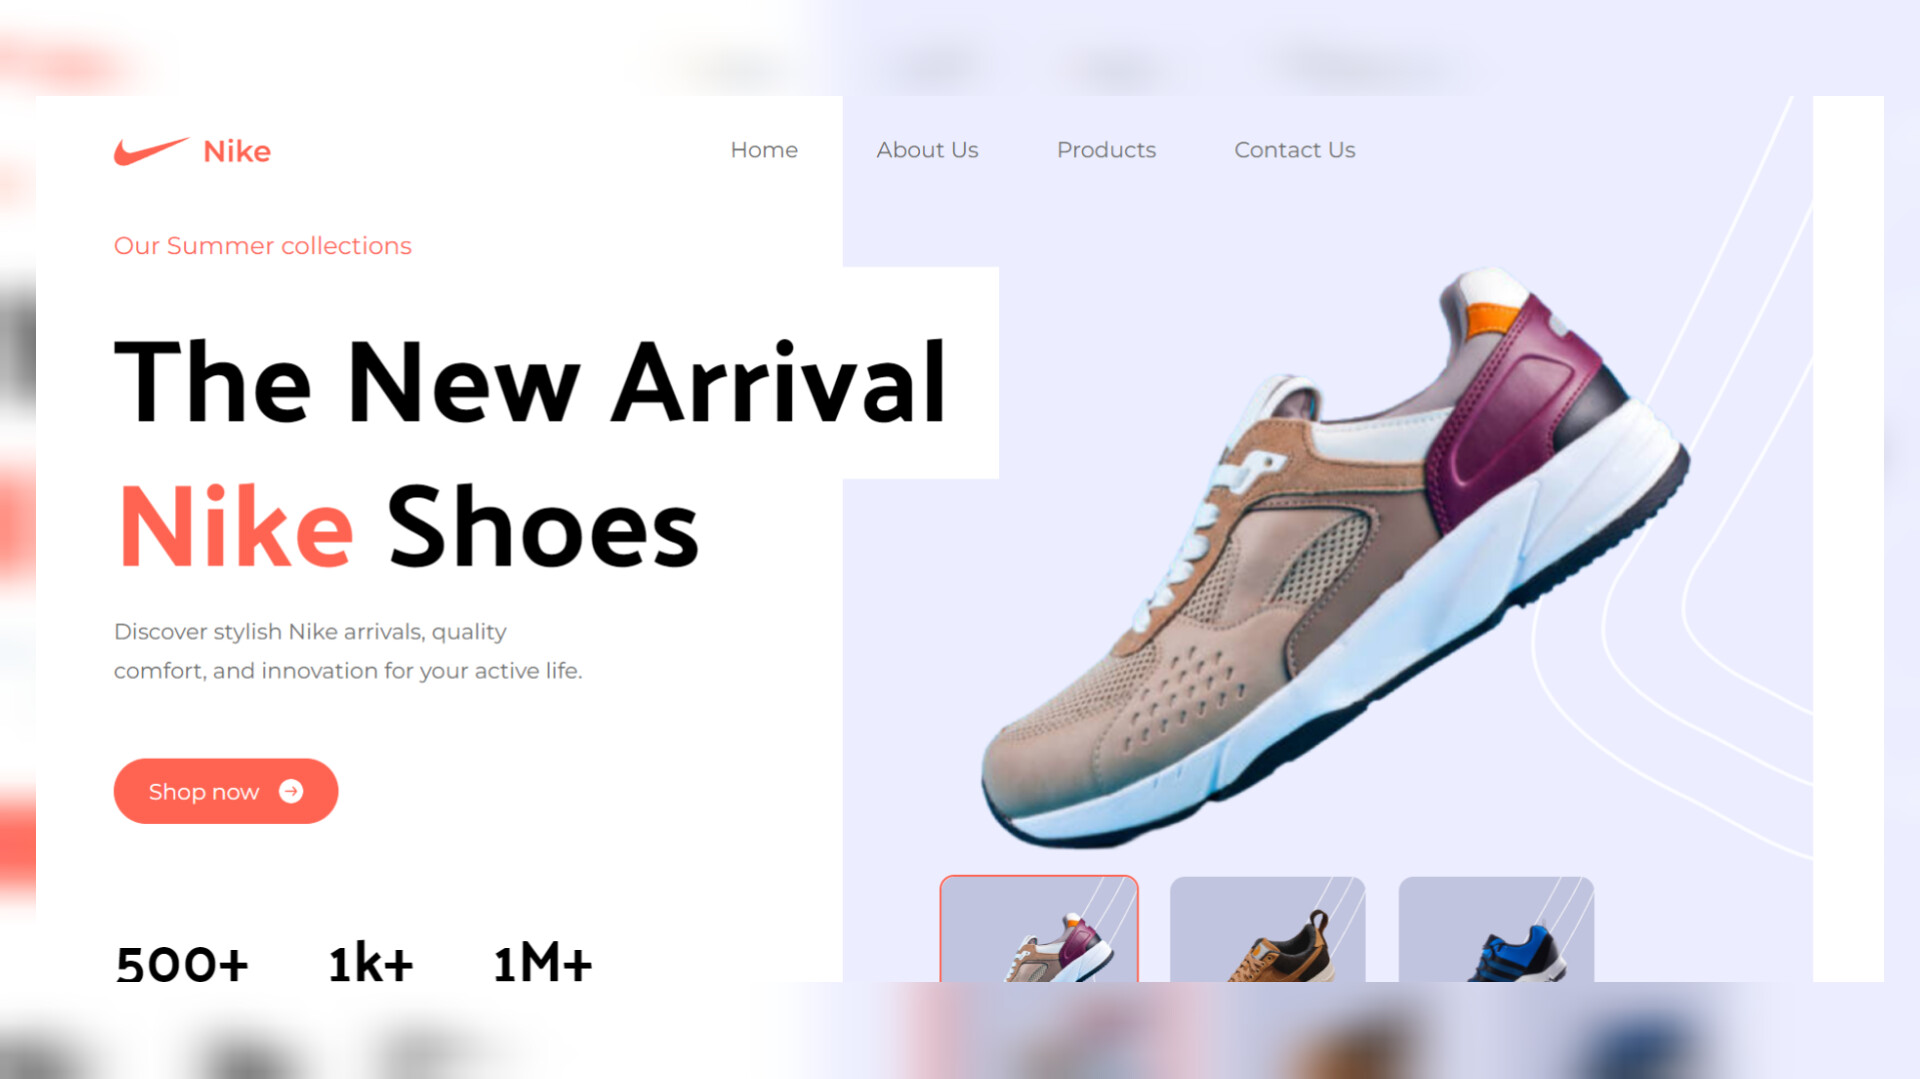 Nike
Home About Us Products Contact Us
Our Summer collections
The New Arrival
Nike Shoes
Discover stylish Nike arrivals, quality
comfort, and innovation for your active life.
Shop now
500+ 1k+ 1M+